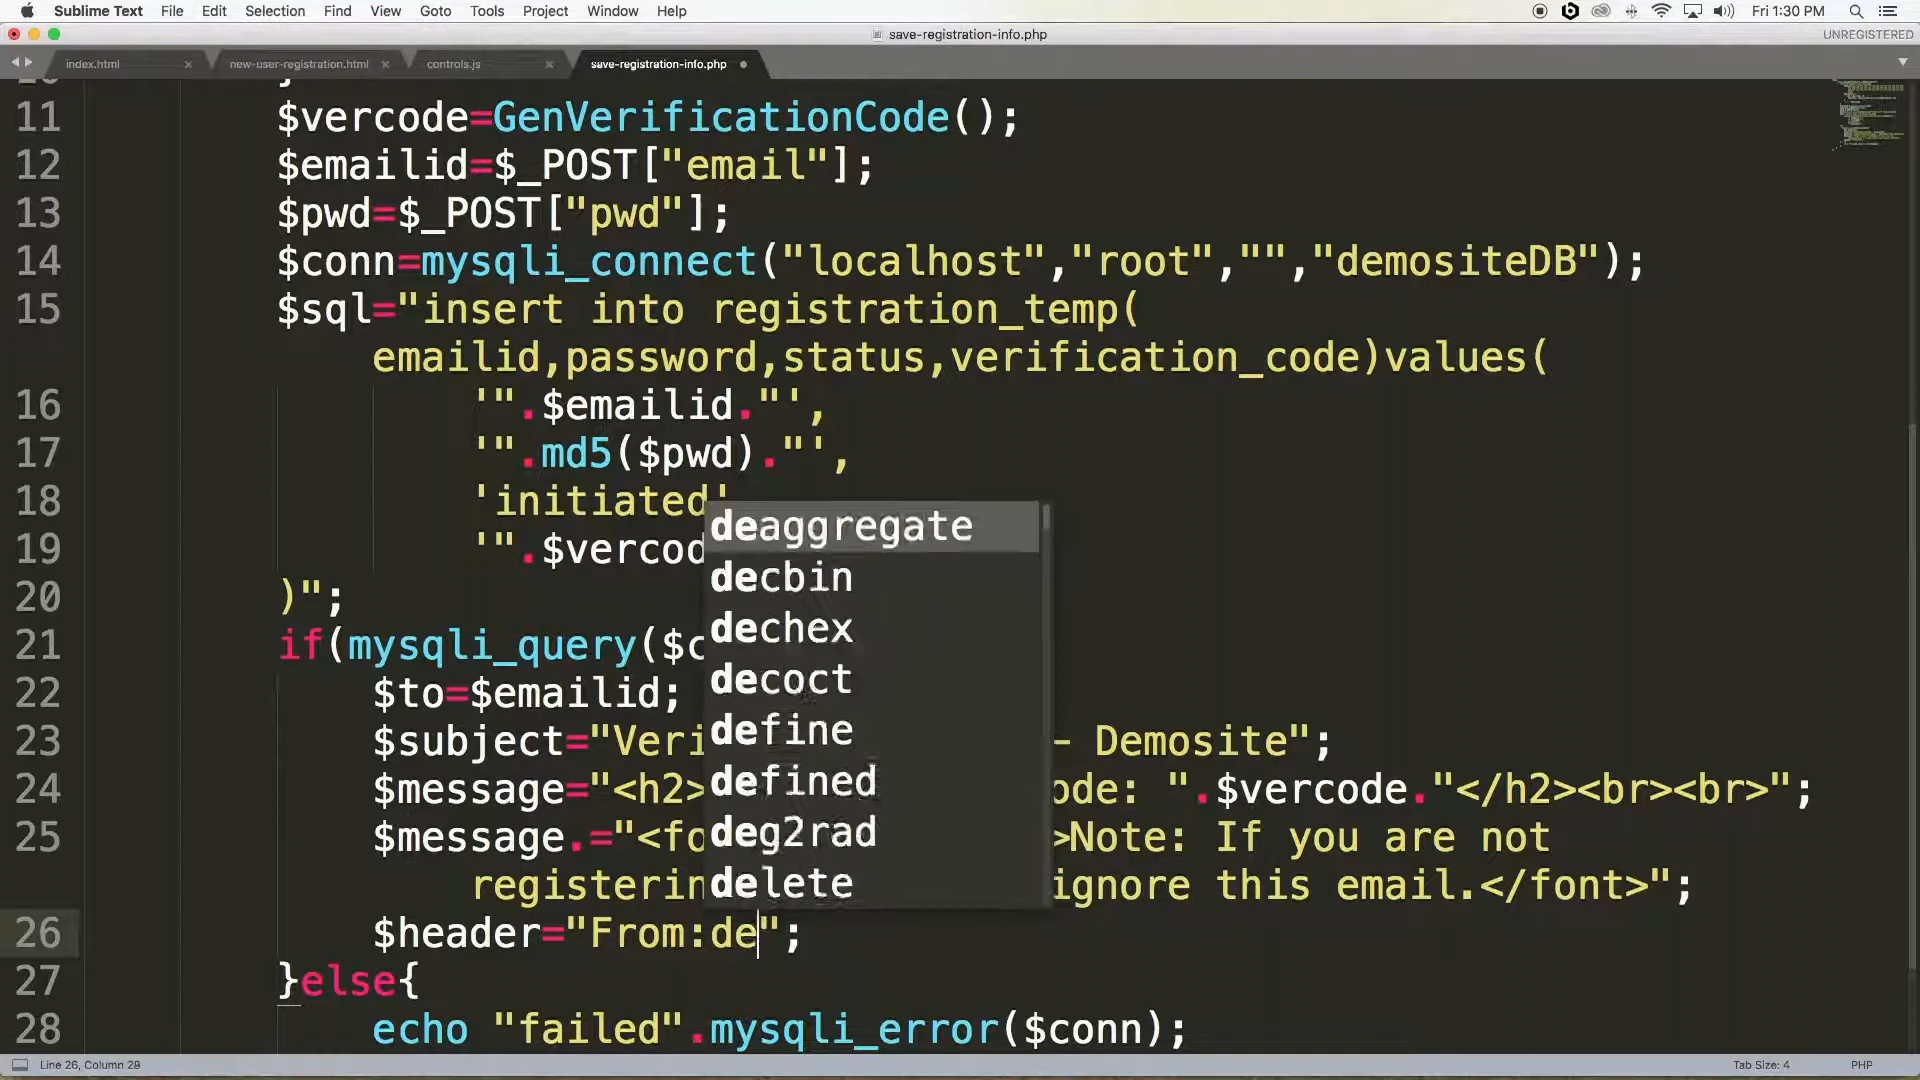 Sublime Text File Edit Selection Find View Goto Tools Project Window Help Fri 1:30 PM
save-registration-info.php UNREGISTERED
index.html new-user-registration.html controls.js save-registration-info.php
11 $vercode=GenVerificationCode();
12 $emailid=$_POST["email"];
13 $pwd=$_POST["pwd"];
14 $conn=mysqli_connect("localhost","root","","demositeDB");
15 $sql="insert into registration_temp(
emailid,password,status,verification_code)values(
16 '".$emailid."',
17 '".md5($pwd)."',
18 'initiated'
19 '".$vercod
20 )";
21 if(mysqli_query($c
22 $to=$emailid;
23 $subject="Veri - Demosite";
24 $message="<h2> ode: ".$vercode."</h2><br><br>";
25 $message.="<fo >Note: If you are not
registerin ignore this email.</font>";
26 $header="From:de";
27 }else{
28 echo "failed".mysqli_error($conn);
deaggregate
decbin
dechex
decoct
define
defined
deg2rad
delete
Line 26, Column 28 Tab Size: 4 PHP